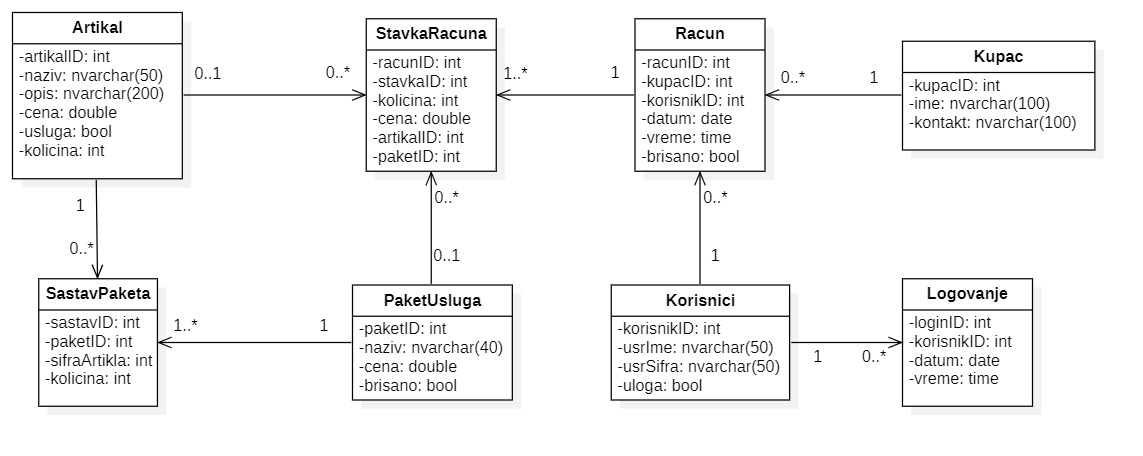 Artikal
-artikalID: int
-naziv: nvarchar(50)
-opis: nvarchar(200)
-cena: double
-usluga: bool
-kolicina: int
0..1
0..*
StavkaRacuna
-racunID: int
-stavkaID: int
-kolicina: int
-cena: double
-artikalID: int
-paketID: int
1..*
1
Racun
-racunID: int
-kupacID: int
-korisnikID: int
-datum: date
-vreme: time
-brisano: bool
0..*
1
Kupac
-kupacID: int
-ime: nvarchar(100)
-kontakt: nvarchar(100)
1
0..*
0..*
0..1
0..*
1
SastavPaketa
-sastavID: int
-paketID: int
-sifraArtikla: int
-kolicina: int
1..*
1
PaketUsluga
-paketID: int
-naziv: nvarchar(40)
-cena: double
-brisano: bool
Korisnici
-korisnikID: int
-usrIme: nvarchar(50)
-usrSifra: nvarchar(50)
-uloga: bool
1
0..*
Logovanje
-loginID: int
-korisnikID: int
-datum: date
-vreme: time